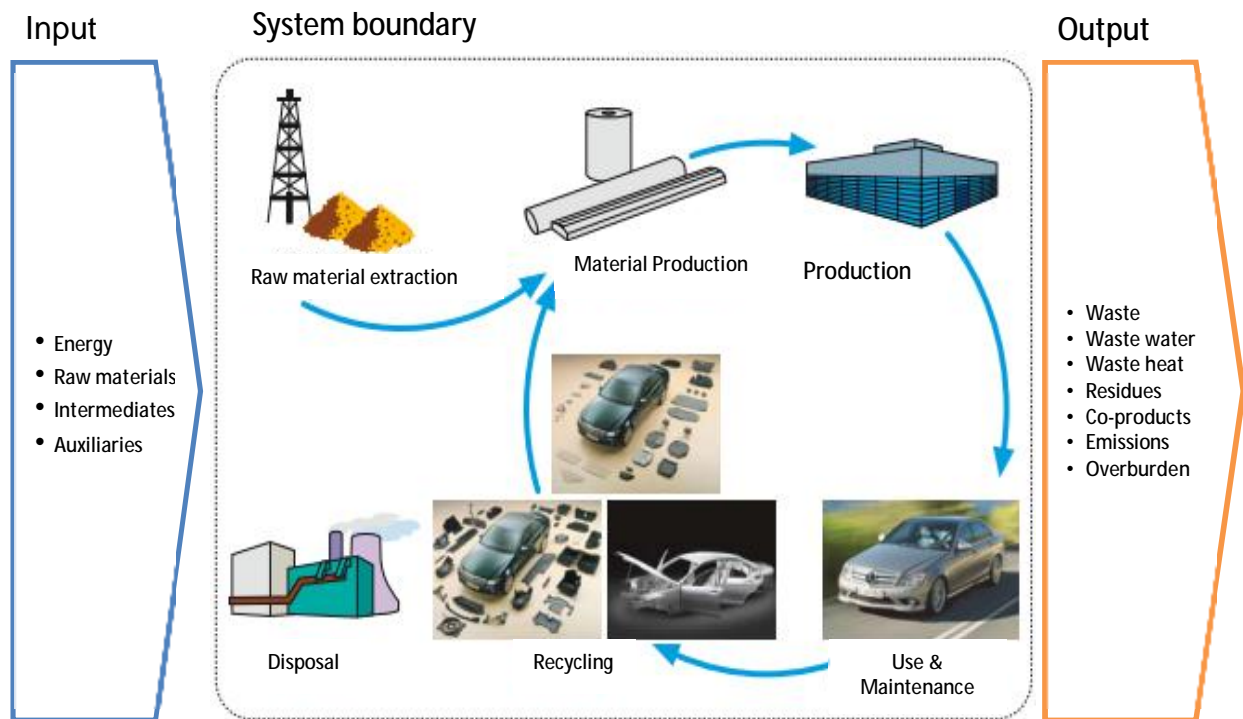 Input
System boundary
Output
Raw material extraction
Material Production
Production
• Energy
• Raw materials
• Intermediates
• Auxiliaries
• Waste
• Waste water
• Waste heat
• Residues
• Co-products
• Emissions
• Overburden
Disposal
Recycling
Use &
Maintenance